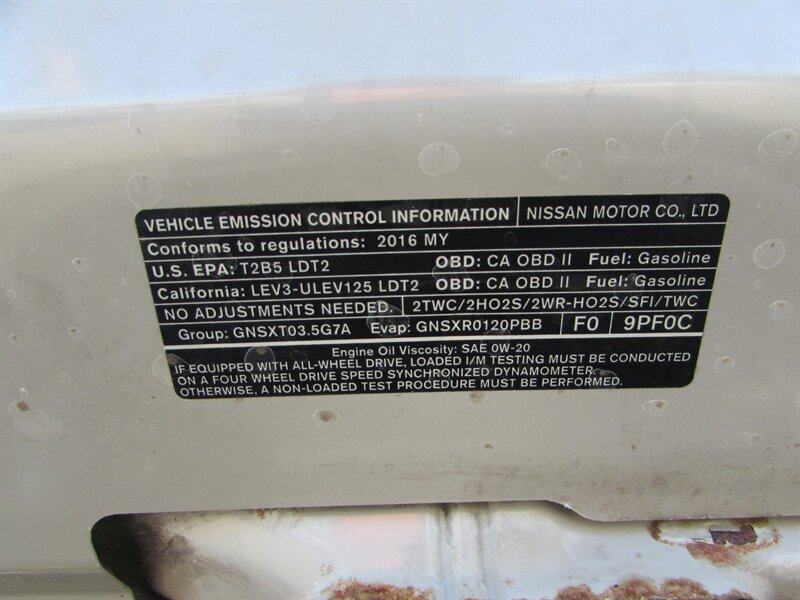 VEHICLE EMISSION CONTROL INFORMATION NISSAN MOTOR CO., LTD
Conforms to regulations: 2016 MY
U.S. EPA: T2B5 LDT2 OBD: CA OBD II Fuel: Gasoline
California: LEV3-ULEV125 LDT2 OBD: CA OBD II Fuel: Gasoline
NO ADJUSTMENTS NEEDED. 2TWC/2HO2S/2WR-HO2S/SFI/TWC
Group: GNSXT03.5G7A Evap: GNSXR0120PBB F0 9PF0C
Engine Oil Viscosity: SAE 0W-20
IF EQUIPPED WITH ALL-WHEEL DRIVE, LOADED I/M TESTING MUST BE CONDUCTED
ON A FOUR WHEEL DRIVE SPEED SYNCHRONIZED DYNAMOMETER.
OTHERWISE, A NON-LOADED TEST PROCEDURE MUST BE PERFORMED.